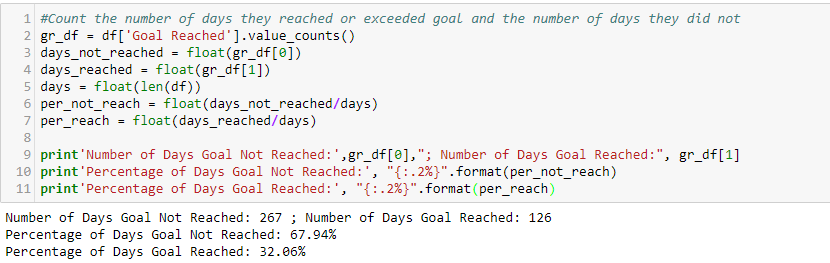 1 #Count the number of days they reached or exceeded goal and the number of days they did not
2 gr_df = df['Goal Reached'].value_counts()
3 days_not_reached = float(gr_df[0])
4 days_reached = float(gr_df[1])
5 days = float(len(df))
6 per_not_reach = float(days_not_reached/days)
7 per_reach = float(days_reached/days)
8
9 print'Number of Days Goal Not Reached:',gr_df[0],"; Number of Days Goal Reached:", gr_df[1]
10 print'Percentage of Days Goal Not Reached:', "{:.2%}".format(per_not_reach)
11 print'Percentage of Days Goal Reached:', "{:.2%}".format(per_reach)
Number of Days Goal Not Reached: 267 ; Number of Days Goal Reached: 126
Percentage of Days Goal Not Reached: 67.94%
Percentage of Days Goal Reached: 32.06%